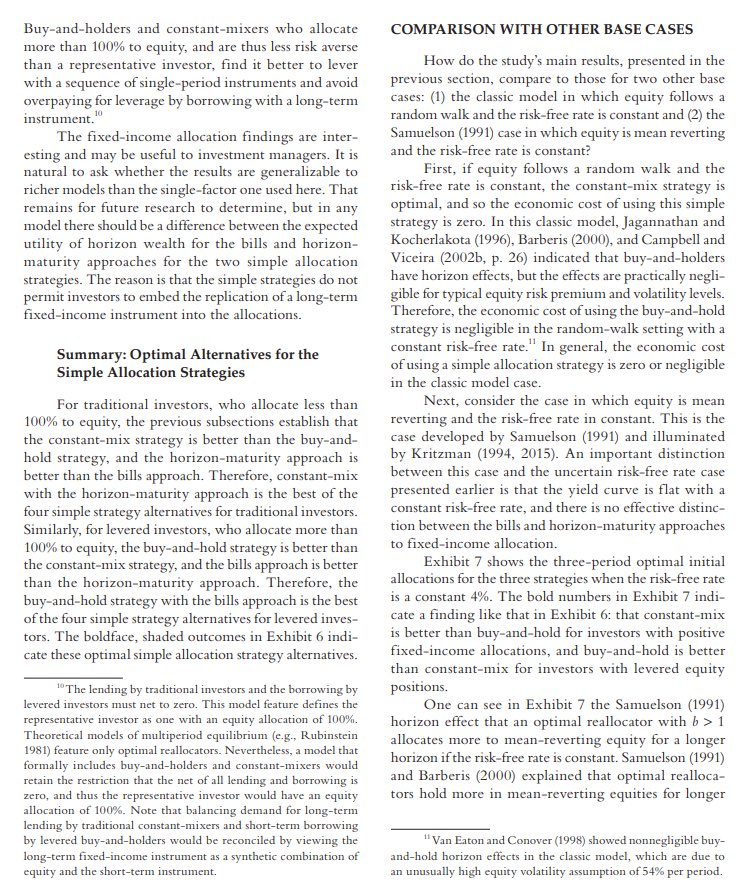 Buy-and-holders and constant-mixers who allocate
more than 100% to equity, and are thus less risk averse
than a representative investor, find it better to lever
with a sequence of single-period instruments and avoid
overpaying for leverage by borrowing with a long-term
instrument.10
The fixed-income allocation findings are inter-
esting and may be useful to investment managers. It is
natural to ask whether the results are generalizable to
richer models than the single-factor one used here. That
remains for future research to determine, but in any
model there should be a difference between the expected
utility of horizon wealth for the bills and horizon-
maturity approaches for the two simple allocation
strategies. The reason is that the simple strategies do not
permit investors to embed the replication of a long-term
fixed-income instrument into the allocations.
Summary: Optimal Alternatives for the
Simple Allocation Strategies
For traditional investors, who allocate less than
100% to equity, the previous subsections establish that
the constant-mix strategy is better than the buy-and-
hold strategy, and the horizon-maturity approach is
better than the bills approach. Therefore, constant-mix
with the horizon-maturity approach is the best of the
four simple strategy alternatives for traditional investors.
Similarly, for levered investors, who allocate more than
100% to equity, the buy-and-hold strategy is better than
the constant-mix strategy, and the bills approach is better
than the horizon-maturity approach. Therefore, the
buy-and-hold strategy with the bills approach is the best
of the four simple strategy alternatives for levered inves-
tors. The boldface, shaded outcomes in Exhibit 6 indi-
cate these optimal simple allocation strategy alternatives.
10 The lending by traditional investors and the borrowing by
levered investors must net to zero. This model feature defines the
representative investor as one with an equity allocation of 100%.
Theoretical models of multiperiod equilibrium (e.g., Rubinstein
1981) feature only optimal reallocators. Nevertheless, a model that
formally includes buy-and-holders and constant-mixers would
retain the restriction that the net of all lending and borrowing is
zero, and thus the representative investor would have an equity
allocation of 100%. Note that balancing demand for long-term
lending by traditional constant-mixers and short-term borrowing
by levered buy-and-holders would be reconciled by viewing the
long-term fixed-income instrument as a synthetic combination of
equity and the short-term instrument.
COMPARISON WITH OTHER BASE CASES
How do the study's main results, presented in the
previous section, compare to those for two other base
cases: (1) the classic model in which equity follows a
random walk and the risk-free rate is constant and (2) the
Samuelson (1991) case in which equity is mean reverting
and the risk-free rate is constant?
First, if equity follows a random walk and the
risk-free rate is constant, the constant-mix strategy is
optimal, and so the economic cost of using this simple
strategy is zero. In this classic model, Jagannathan and
Kocherlakota (1996), Barberis (2000), and Campbell and
Viceira (2002b, p. 26) indicated that buy-and-holders
have horizon effects, but the effects are practically negli-
gible for typical equity risk premium and volatility levels.
Therefore, the economic cost of using the buy-and-hold
strategy is negligible in the random-walk setting with a
constant risk-free rate.11 In general, the economic cost
of using a simple allocation strategy is zero or negligible
in the classic model case.
Next, consider the case in which equity is mean
reverting and the risk-free rate in constant. This is the
case developed by Samuelson (1991) and illuminated
by Kritzman (1994, 2015). An important distinction
between this case and the uncertain risk-free rate case
presented earlier is that the yield curve is flat with a
constant risk-free rate, and there is no effective distinc-
tion between the bills and horizon-maturity approaches
to fixed-income allocation.
Exhibit 7 shows the three-period optimal initial
allocations for the three strategies when the risk-free rate
is a constant 4%. The bold numbers in Exhibit 7 indi-
cate a finding like that in Exhibit 6: that constant-mix
is better than buy-and-hold for investors with positive
fixed-income allocations, and buy-and-hold is better
than constant-mix for investors with levered equity
positions.
One can see in Exhibit 7 the Samuelson (1991)
horizon effect that an optimal reallocator with b > 1
allocates more to mean-reverting equity for a longer
horizon if the risk-free rate is constant. Samuelson (1991)
and Barberis (2000) explained that optimal realloca-
tors hold more in mean-reverting equities for longer
11 Van Eaton and Conover (1998) showed nonnegligible buy-
and-hold horizon effects in the classic model, which are due to
an unusually high equity volatility assumption of 54% per period.